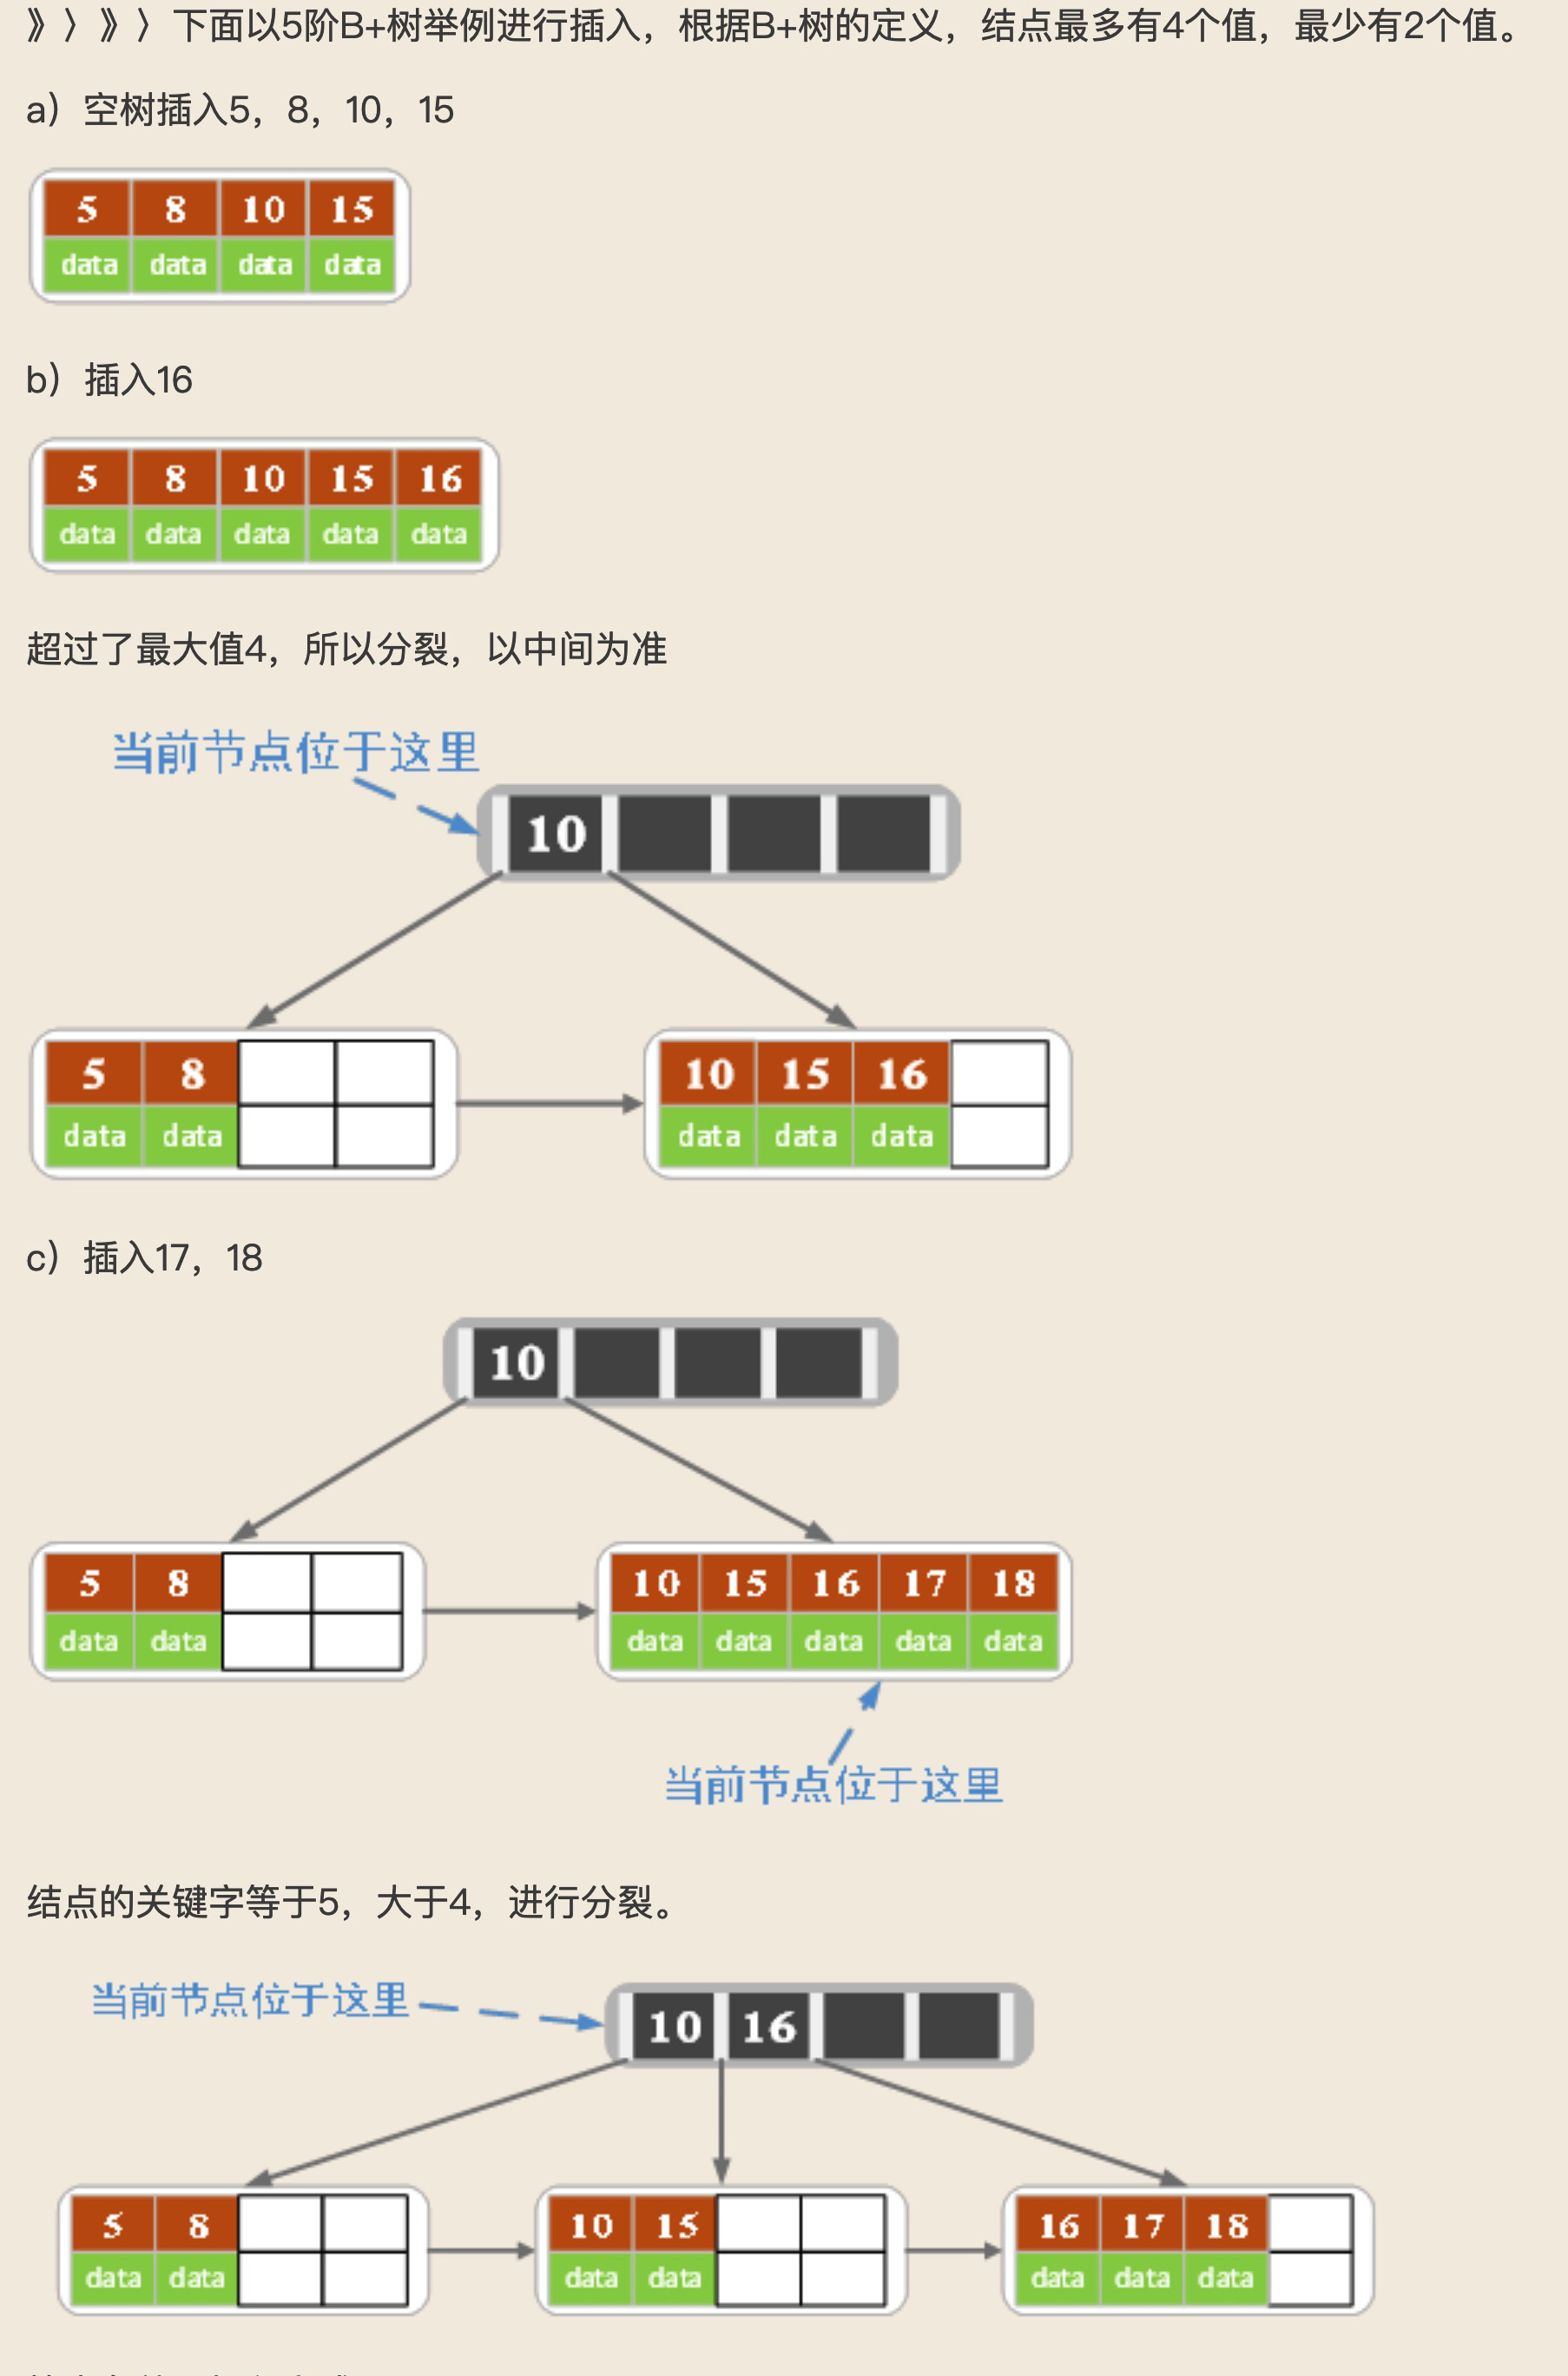 》〉》〉下面以5阶B+树举例进行插入，根据B+树的定义，结点最多有4个值，最少有2个值。
a）空树插入5，8，10，15
5 8 10 15
data data data data
b）插入16
5 8 10 15 16
data data data data data
超过了最大值4，所以分裂，以中间为准
当前节点位于这里
10
5 8 10 15 16
data data data data data
c）插入17，18
10
5 8 10 15 16 17 18
data data data data data data data
当前节点位于这里
结点的关键字等于5，大于4，进行分裂。
当前节点位于这里
10 16
5 8 10 15 16 17 18
data data data data data data data